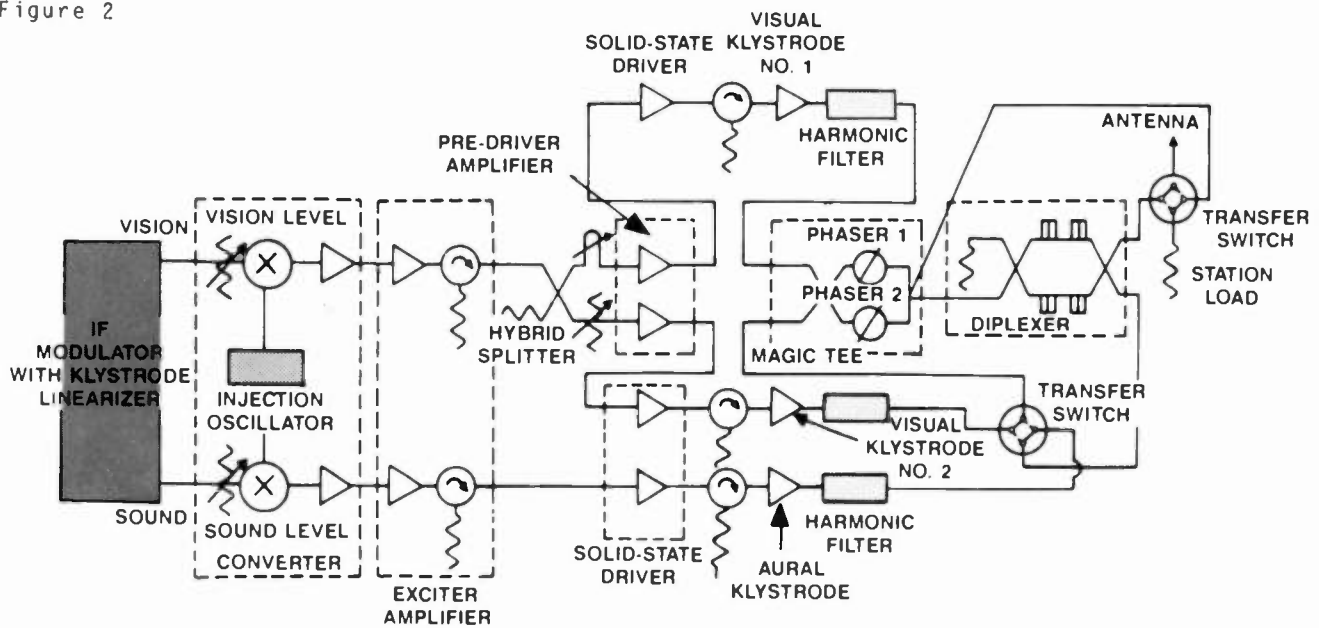 Figure 2
VISUAL
KLYSTRODE
NO. 1
SOLID-STATE
DRIVER
HARMONIC
FILTER
PRE-DRIVER
AMPLIFIER
ANTENNA
TRANSFER
SWITCH
STATION
LOAD
VISION
VISION LEVEL
PHASER 1
PHASER 2
MAGIC TEE
DIPLEXER
HYBRID
SPLITTER
IF
MODULATOR
WITH KLYSTRODE
LINEARIZER
INJECTION
OSCILLATOR
TRANSFER
SWITCH
VISUAL
KLYSTRODE
NO. 2
SOUND
SOUND LEVEL
CONVERTER
EXCITER
AMPLIFIER
SOLID-STATE
DRIVER
AURAL
KLYSTRODE
HARMONIC
FILTER